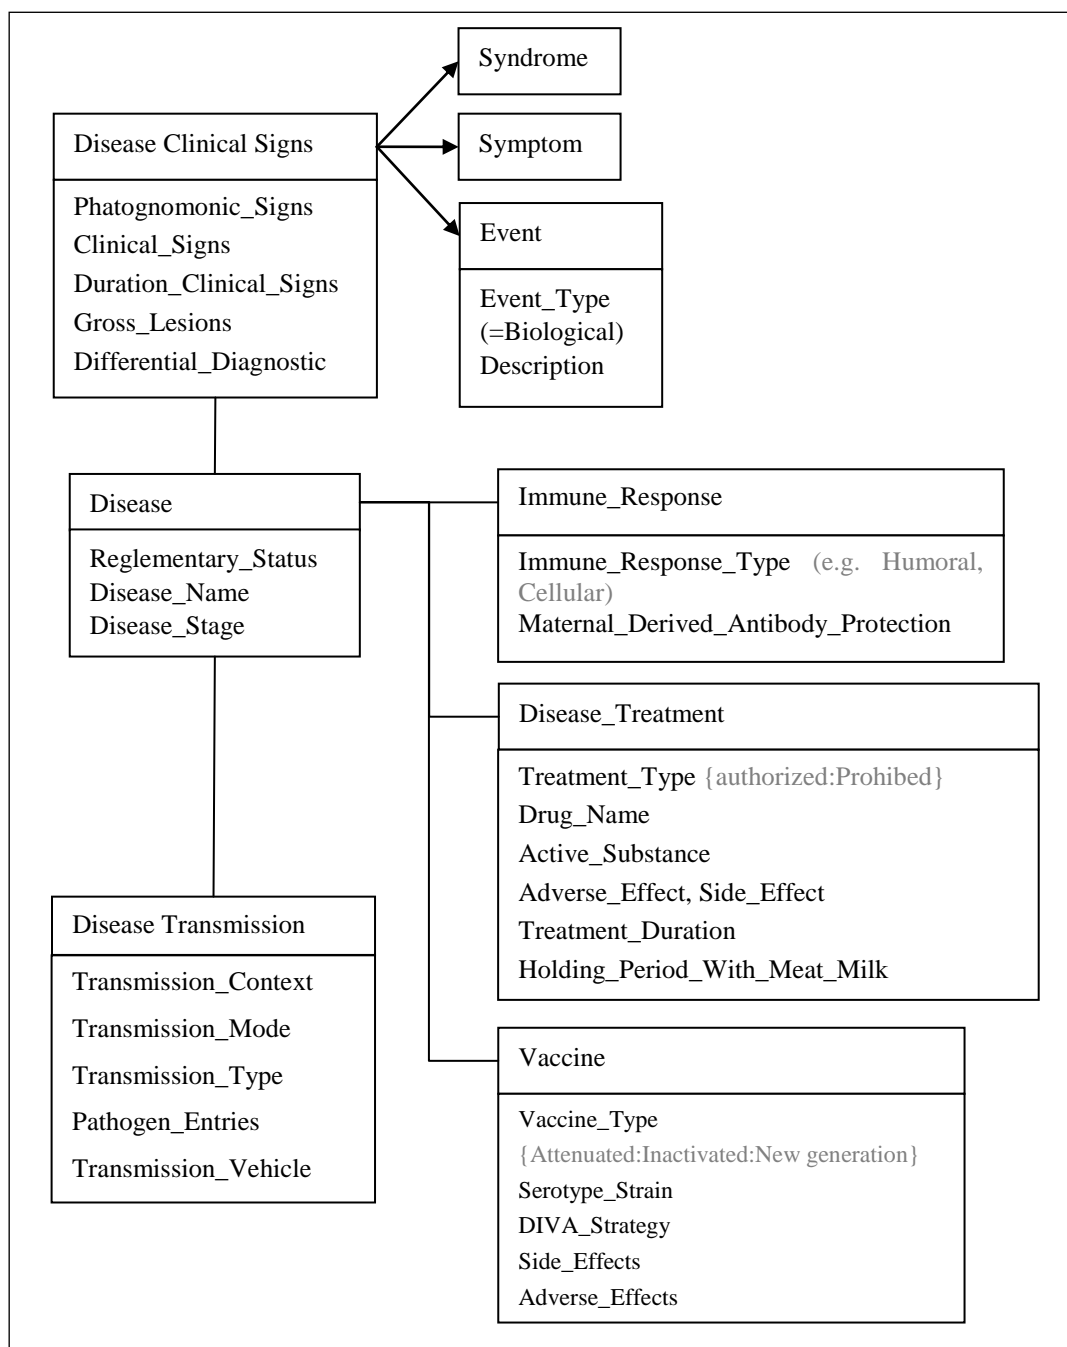 Syndrome
Disease Clinical Signs
Symptom
Phatognomonic_Signs
Clinical_Signs
Duration_Clinical_Signs
Gross_Lesions
Differential_Diagnostic
Event
Event_Type
(=Biological)
Description
Disease
Reglementary_Status
Disease_Name
Disease_Stage
Immune_Response
Immune_Response_Type (e.g. Humoral,
Cellular)
Maternal_Derived_Antibody_Protection
Disease_Treatment
Treatment_Type {authorized:Prohibed}
Drug_Name
Active_Substance
Adverse_Effect, Side_Effect
Treatment_Duration
Holding_Period_With_Meat_Milk
Disease Transmission
Transmission_Context
Transmission_Mode
Transmission_Type
Pathogen_Entries
Transmission_Vehicle
Vaccine
Vaccine_Type
{Attenuated:Inactivated:New generation}
Serotype_Strain
DIVA_Strategy
Side_Effects
Adverse_Effects